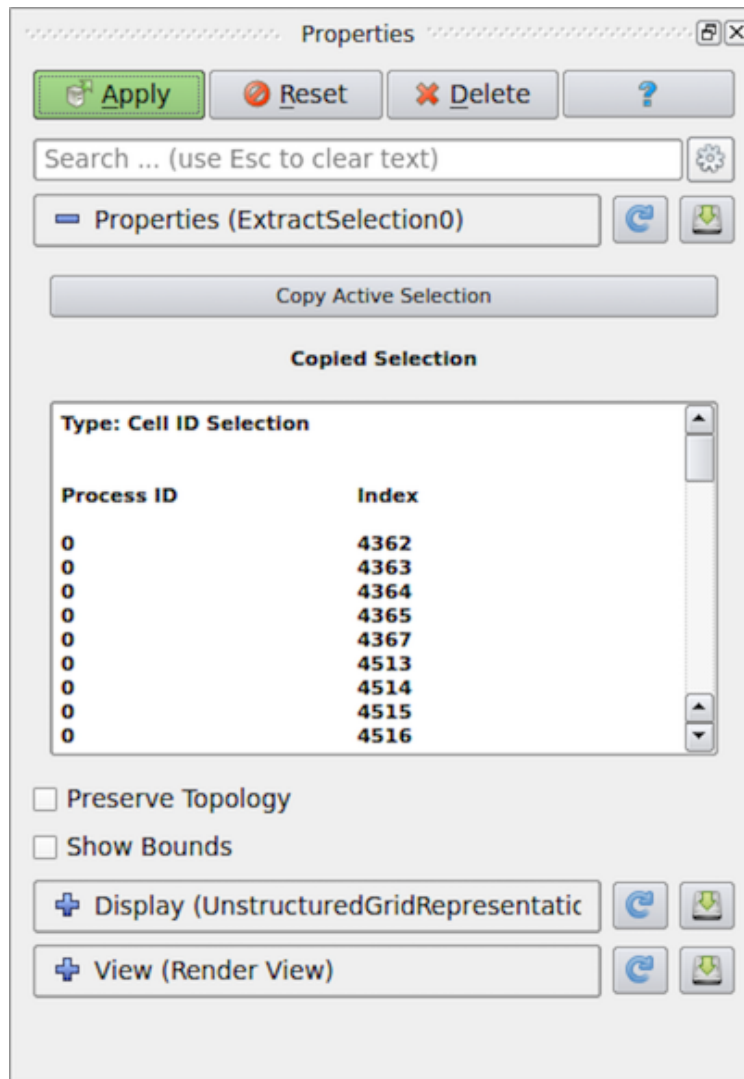 Properties
Apply Reset Delete ?
Search ... (use Esc to clear text)
Properties (ExtractSelection0)
Copy Active Selection
Copied Selection
Type: Cell ID Selection
Process ID Index
0 4362
0 4363
0 4364
0 4365
0 4367
0 4513
0 4514
0 4515
0 4516
Preserve Topology
Show Bounds
Display (UnstructuredGridRepresentatic
View (Render View)